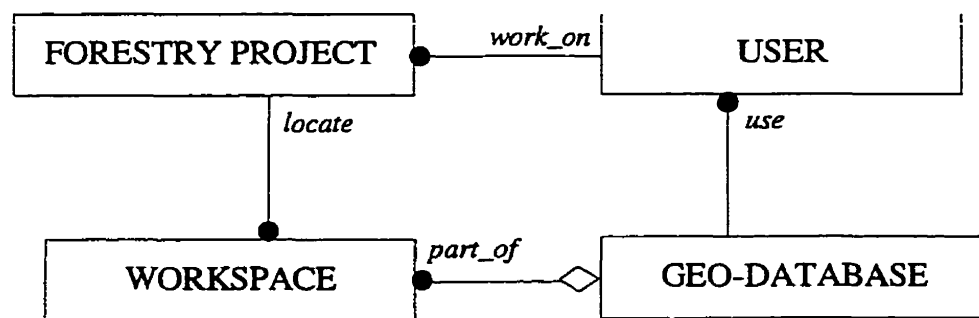 FORESTRY PROJECT
work_on
USER
locate
use
WORKSPACE
part_of
GEO-DATABASE